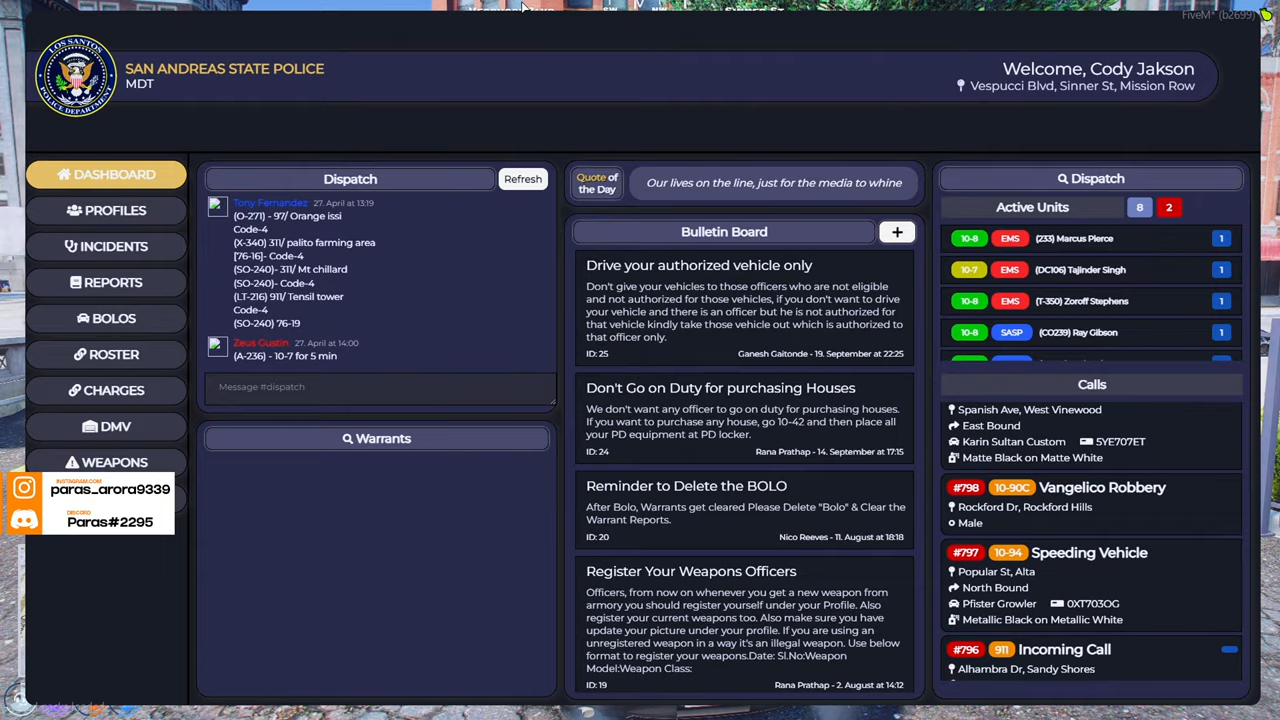 FiveM* (b2699)
LOS SANTOS
POLICE DEPARTMENT
SAN ANDREAS STATE POLICE
MDT
Welcome, Cody Jakson
Vespucci Blvd, Sinner St, Mission Row
DASHBOARD
PROFILES
INCIDENTS
REPORTS
BOLOS
ROSTER
CHARGES
DMV
WEAPONS
INSTAGRAM.COM
paras_arora9339
DISCORD
Paras#2295
Dispatch
Refresh
Tony Fernandez 27. April at 13:19
(O-271) - 97/ Orange issi
Code-4
(X-340) 311/ palito farming area
[76-16]- Code-4
(SO-240)- 311/ Mt chillard
(SO-240)- Code-4
(LT-216) 911/ Tensil tower
Code-4
(SO-240) 76-19
Zeus Gustin 27. April at 14:00
(A-236) - 10-7 for 5 min
Message #dispatch
Warrants
Quote of
the Day
Our lives on the line, just for the media to whine
Bulletin Board
+
Drive your authorized vehicle only
Don't give your vehicles to those officers who are not eligible
and not authorized for those vehicles, if you don't want to drive
your vehicle and there is an officer but he is not authorized for
that vehicle kindly take those vehicle out which is authorized to
officer only.
ID: 25 Ganesh Gaitonde - 19. September at 22:25
Don't Go on Duty for purchasing Houses
We don't want any officer to go on duty for purchasing houses.
If you want to purchase any house, go 10-42 and then place all
your PD equipment at PD locker.
ID: 24 Rana Prathap - 14. September at 17:15
Reminder to Delete the BOLO
After Bolo, Warrants get cleared Please Delete "Bolo" & Clear the
Warrant Reports.
ID: 20 Nico Reeves - 11. August at 18:18
Register Your Weapons Officers
Officers, from now on whenever you get a new weapon from
armory you should register yourself under your Profile. Also
register your current weapons too. Also make sure you have
update your picture under your profile. If you are using an
unregistered weapon in a way it's an illegal weapon. Use below
format to register your weapons.Date: Sl.No:Weapon
Model:Weapon Class:
ID: 19 Rana Prathap - 2. August at 14:12
Dispatch
Active Units 8 2
10-8 EMS (233) Marcus Pierce 1
10-7 EMS (DC106) Tajinder Singh 1
10-8 EMS (T-350) Zoroff Stephens 1
10-8 SASP (CO239) Ray Gibson 1
Calls
Spanish Ave, West Vinewood
East Bound
Karin Sultan Custom 5YE707ET
Matte Black on Matte White
#798 10-90C Vangelico Robbery
Rockford Dr, Rockford Hills
Male
#797 10-94 Speeding Vehicle
Popular St, Alta
North Bound
Pfister Growler 0XT703OG
Metallic Black on Metallic White
#796 911 Incoming Call
Alhambra Dr, Sandy Shores